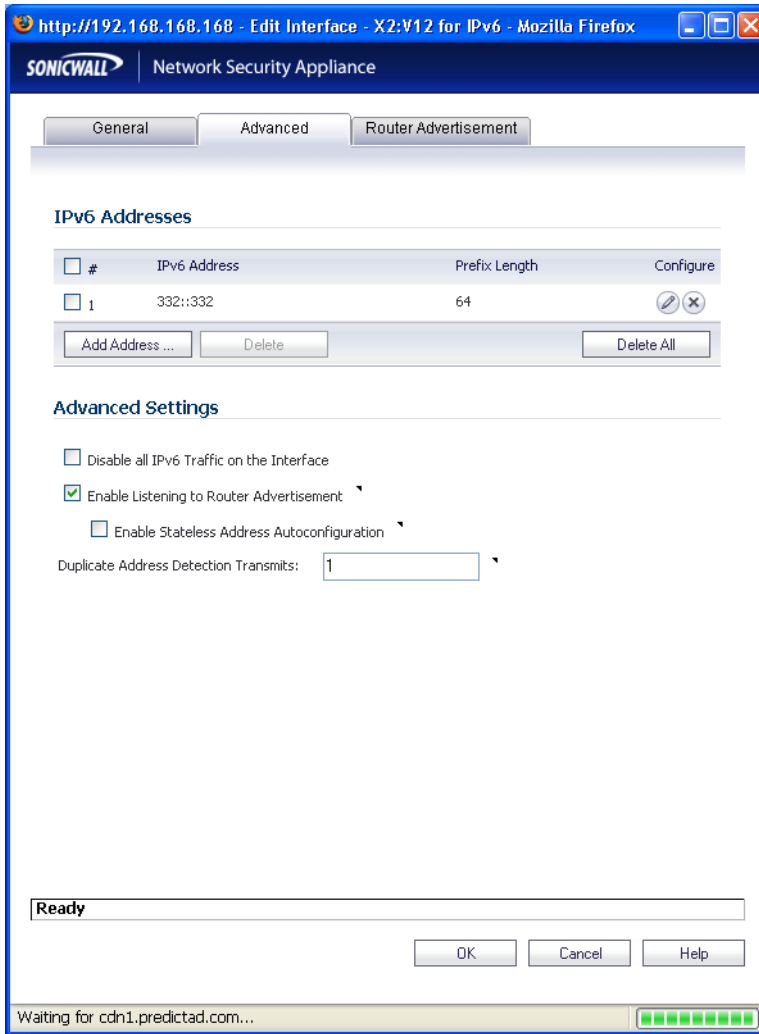 http://192.168.168.168 - Edit Interface - X2:V12 for IPv6 - Mozilla Firefox
SONICWALL Network Security Appliance
General Advanced Router Advertisement
IPv6 Addresses
# IPv6 Address Prefix Length Configure
1 332::332 64
Add Address ... Delete Delete All
Advanced Settings
Disable all IPv6 Traffic on the Interface
Enable Listening to Router Advertisement
Enable Stateless Address Autoconfiguration
Duplicate Address Detection Transmits: 1
Ready
OK Cancel Help
Waiting for cdn1.predictad.com...